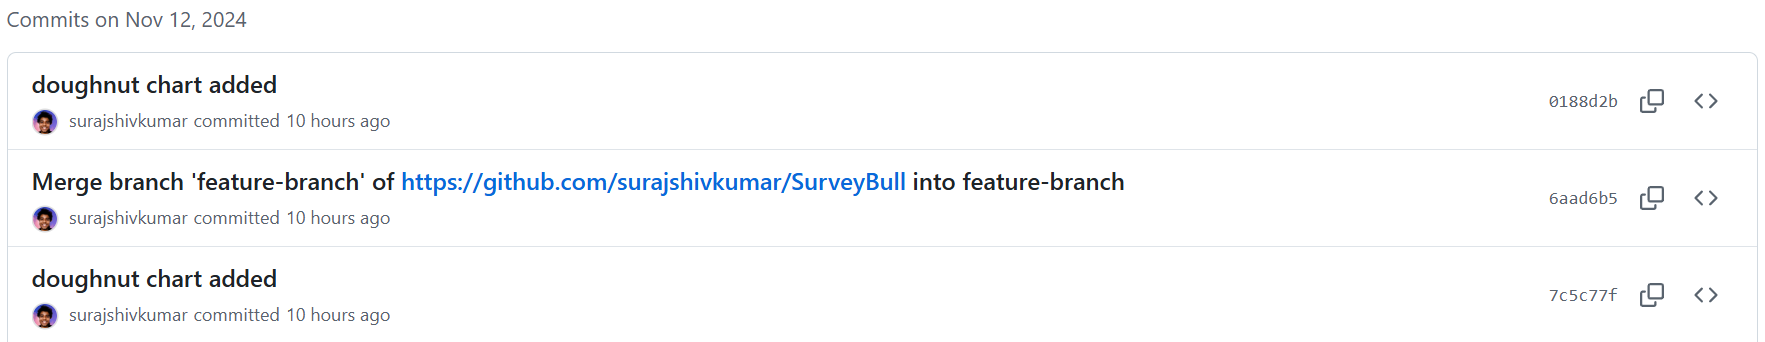 Commits on Nov 12, 2024
doughnut chart added
surajshivkumar committed 10 hours ago
0188d2b
Merge branch 'feature-branch' of https://github.com/surajshivkumar/SurveyBull into feature-branch
surajshivkumar committed 10 hours ago
6aad6b5
doughnut chart added
surajshivkumar committed 10 hours ago
7c5c77f